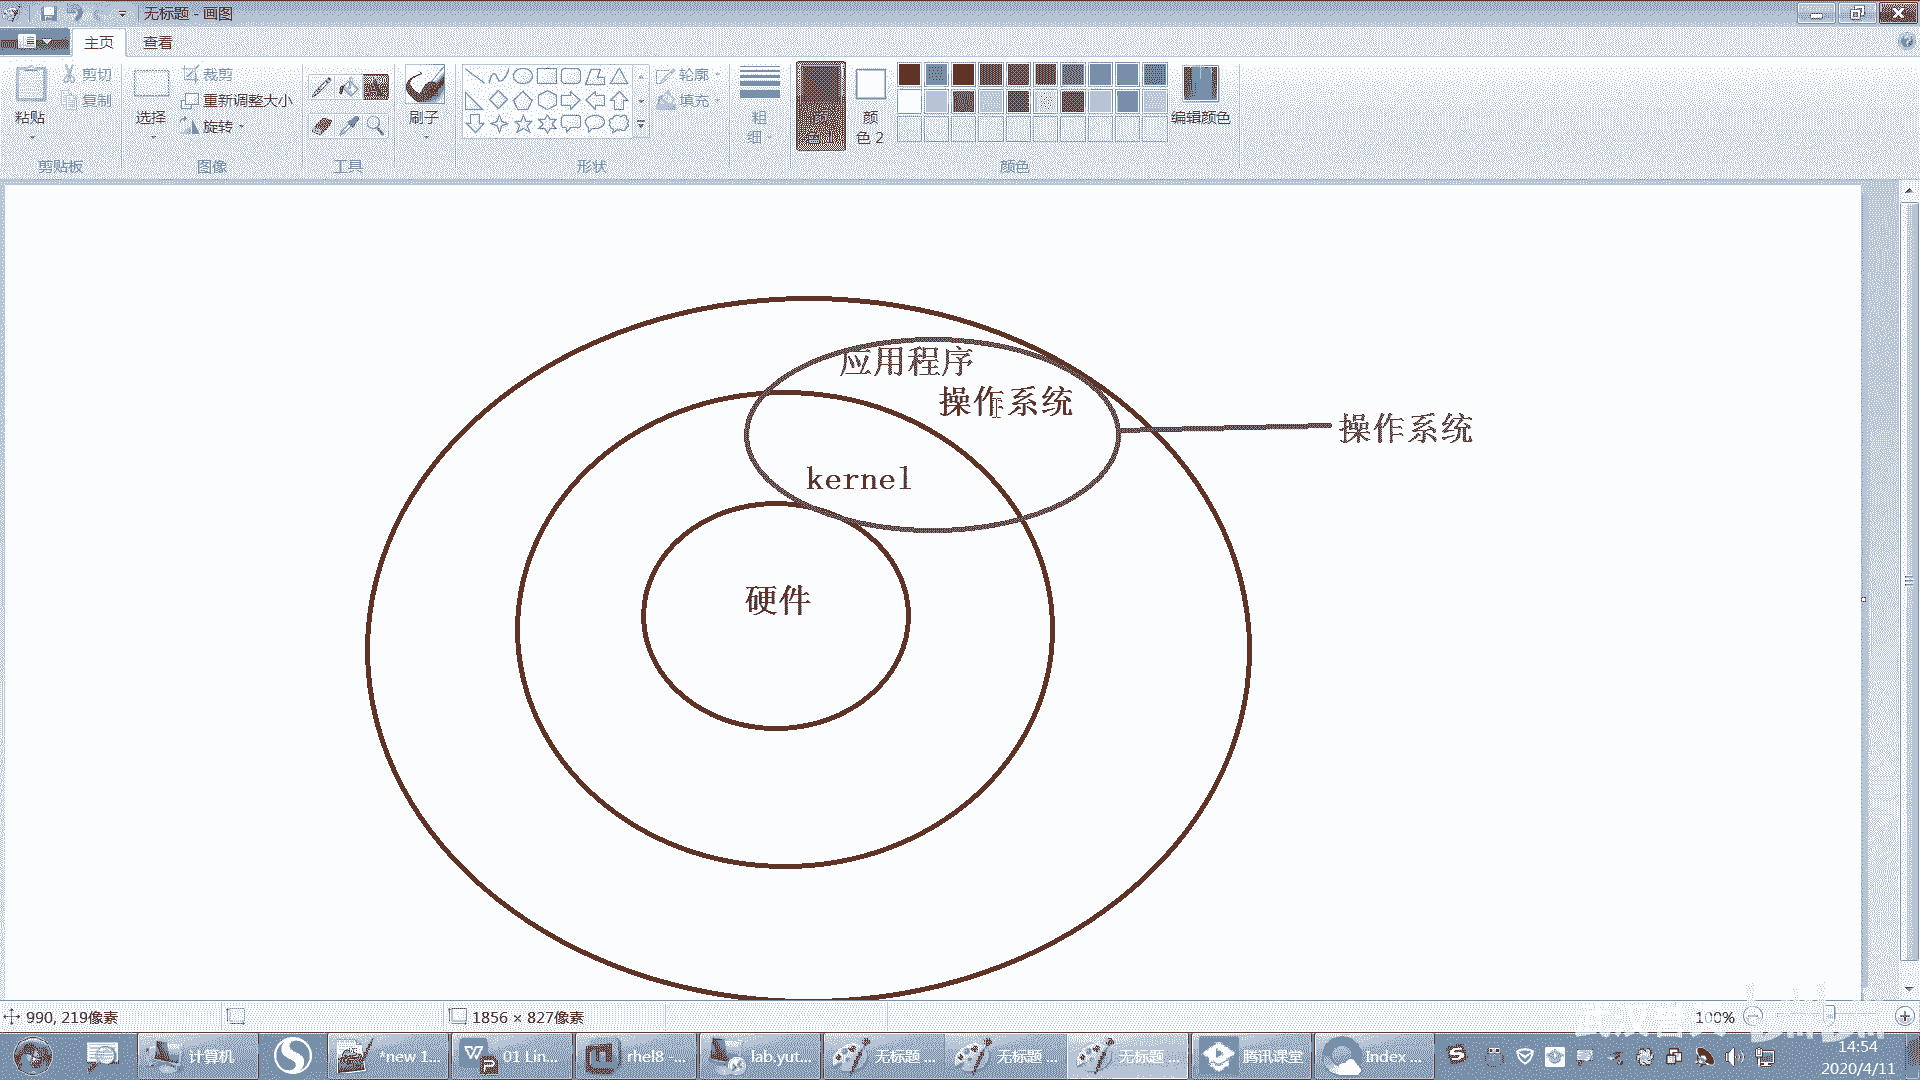 无标题 - 画图
主页 查看
粘贴 剪切 复制 选择 裁剪 重新调整大小 旋转 刷子 轮廓 填充 粗细 颜色 2 编辑颜色
剪贴板 图像 工具 形状 颜色
应用程序
操作系统
操作系统
kernel
硬件
990, 219像素 1856 × 827像素 100%
计算机 *new 1... 01 Lin... rhel8 -... lab.yut... 无标题 ... 无标题 ... 无标题 ... 腾讯课堂 Index ... 14:54
2020/4/11